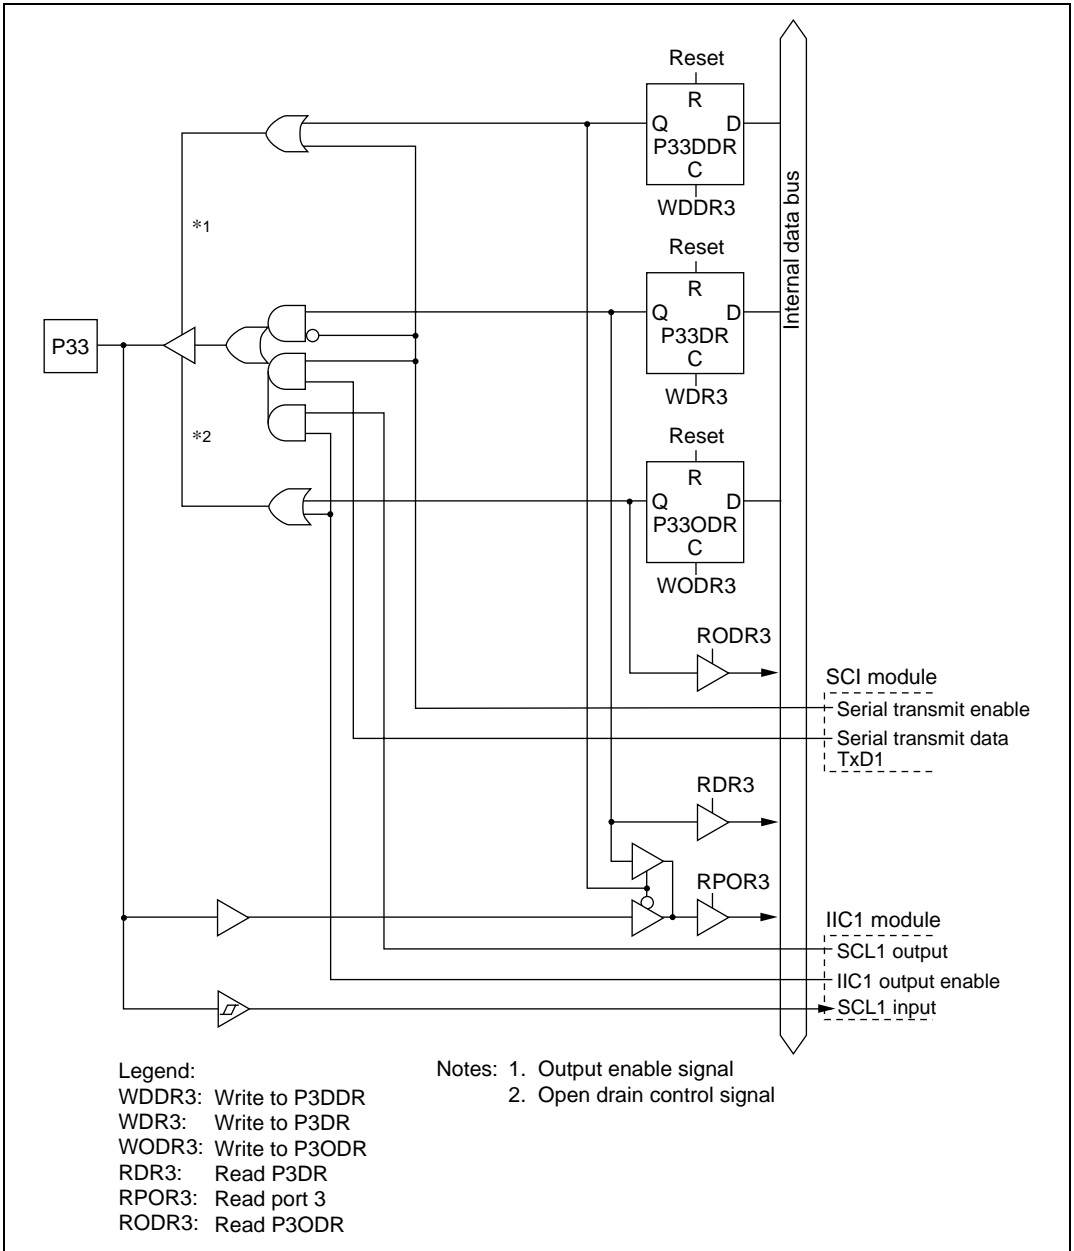 Reset
R
Q D
P33DDR
C
WDDR3
Internal data bus
*1
Reset
R
Q D
P33DR
C
WDR3
P33
*2
Reset
R
Q D
P33ODR
C
WODR3
RODR3
SCI module
Serial transmit enable
Serial transmit data
TxD1
RDR3
RPOR3
IIC1 module
SCL1 output
IIC1 output enable
SCL1 input
Legend:
WDDR3: Write to P3DDR
WDR3: Write to P3DR
WODR3: Write to P3ODR
RDR3: Read P3DR
RPOR3: Read port 3
RODR3: Read P3ODR
Notes: 1. Output enable signal
2. Open drain control signal